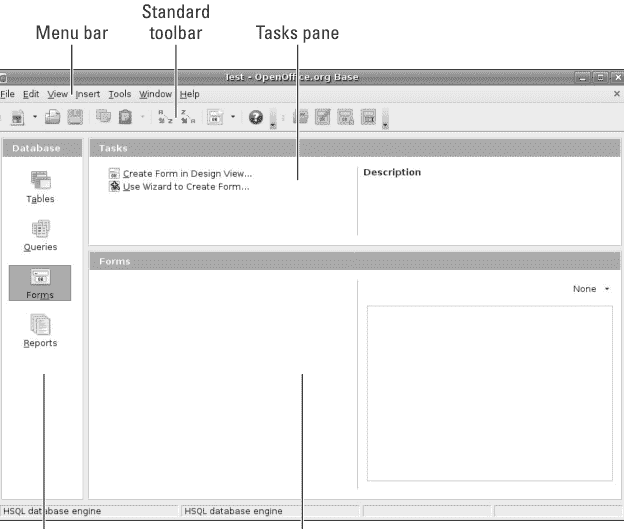 Standard
Menu bar
toolbar
Tasks pane
Test - OpenOffice.org Base
File Edit View Insert Tools Window Help
Database
Tasks
Create Form in Design View...
Use Wizard to Create Form...
Description
Tables
Queries
Forms
Reports
Forms
None
HSQL database engine
HSQL database engine